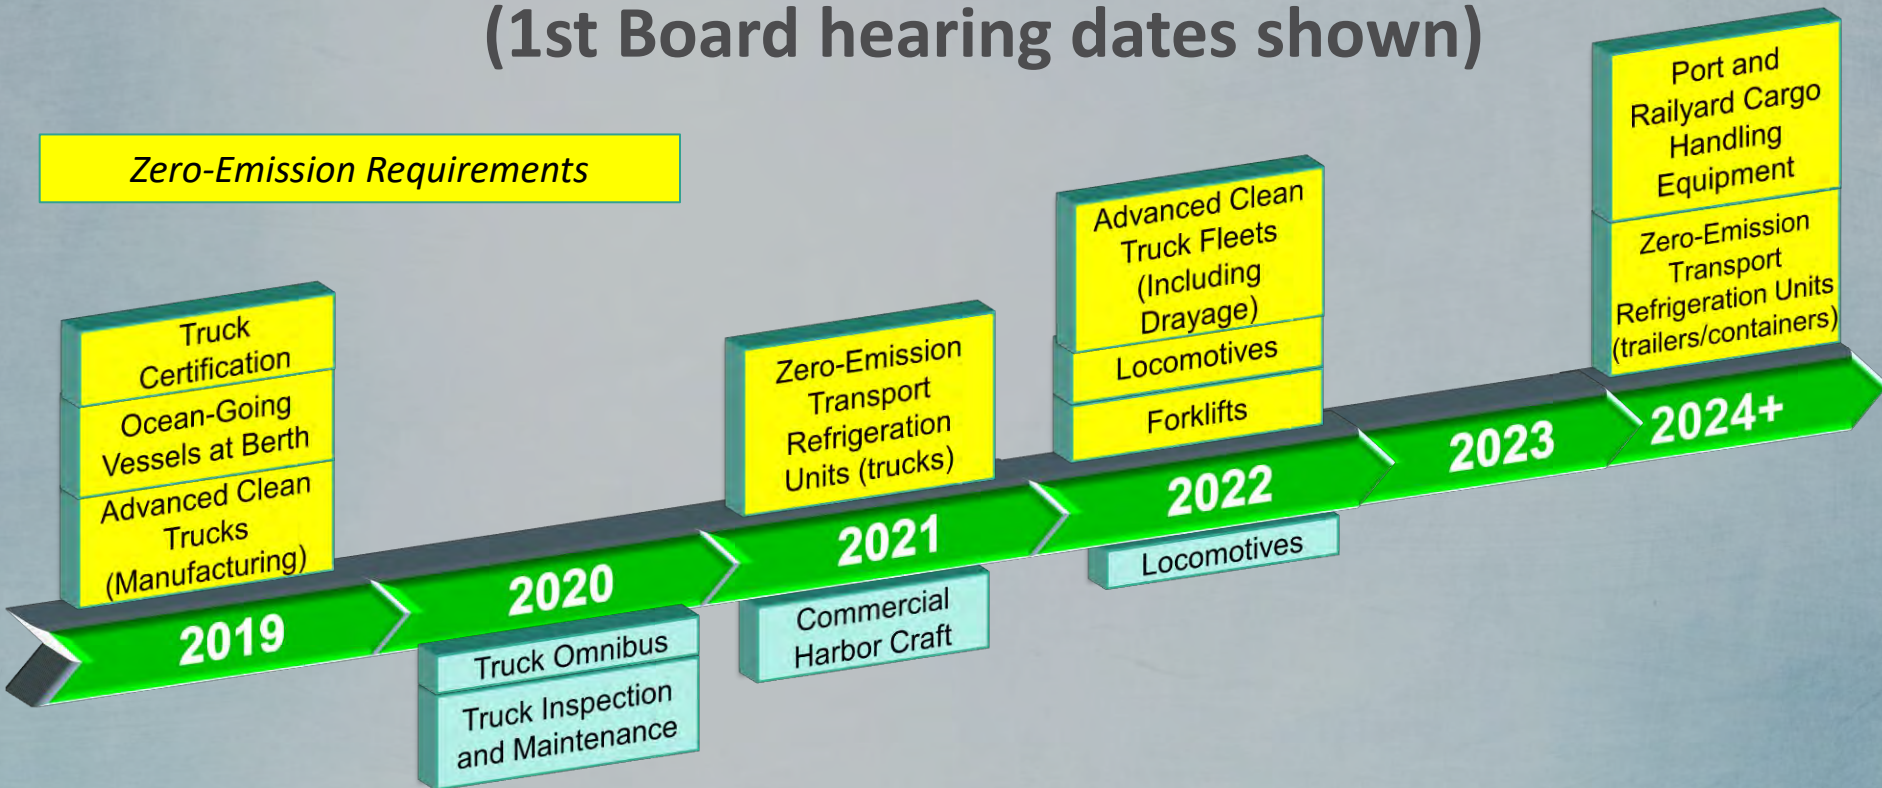 (1st Board hearing dates shown)
Zero-Emission Requirements
Truck
Certification
Ocean-Going
Vessels at Berth
Advanced Clean
Trucks
(Manufacturing)
Zero-Emission
Transport
Refrigeration
Units (trucks)
Advanced Clean
Truck Fleets
(Including
Drayage)
Locomotives
Forklifts
Port and
Railyard Cargo
Handling
Equipment
Zero-Emission
Transport
Refrigeration Units
(trailers/containers)
2019
2020
2021
2022
2023
2024+
Truck Omnibus
Truck Inspection
and Maintenance
Commercial
Harbor Craft
Locomotives